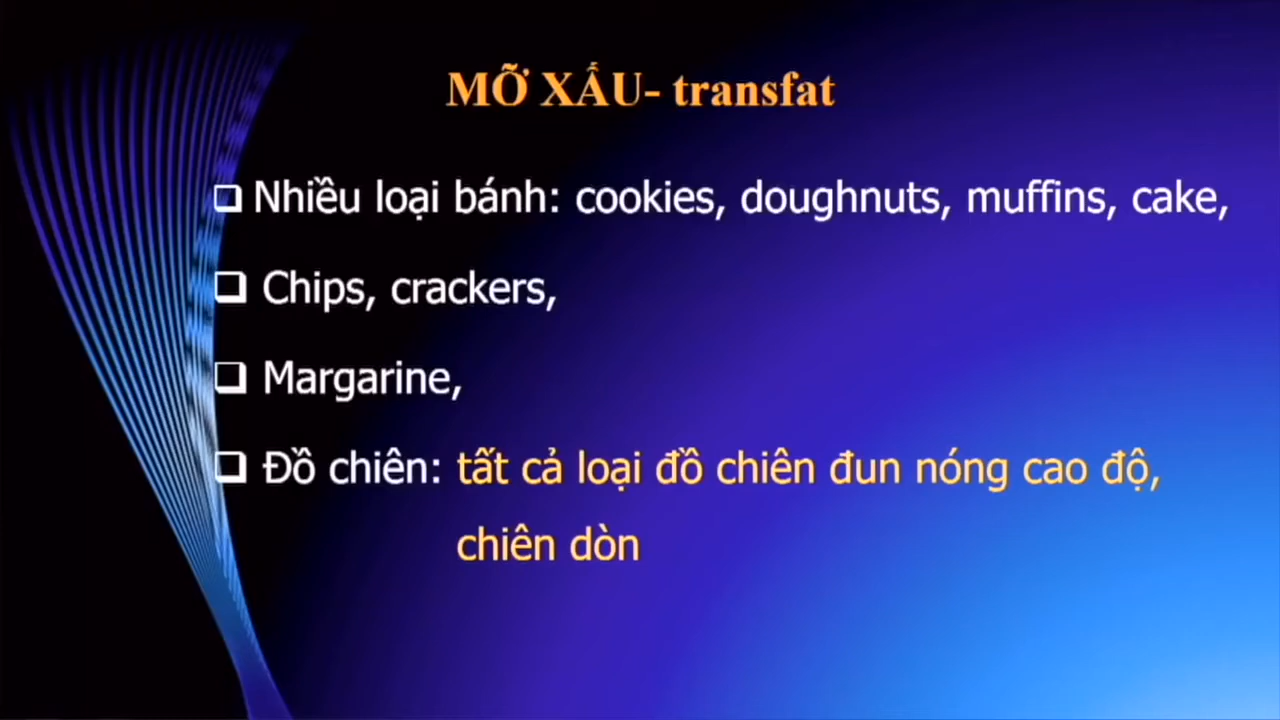 MỠ XẤU- transfat
❑ Nhiều loại bánh: cookies, doughnuts, muffins, cake,
❑ Chips, crackers,
❑ Margarine,
❑ Đồ chiên: tất cả loại đồ chiên đun nóng cao độ,
chiên dòn